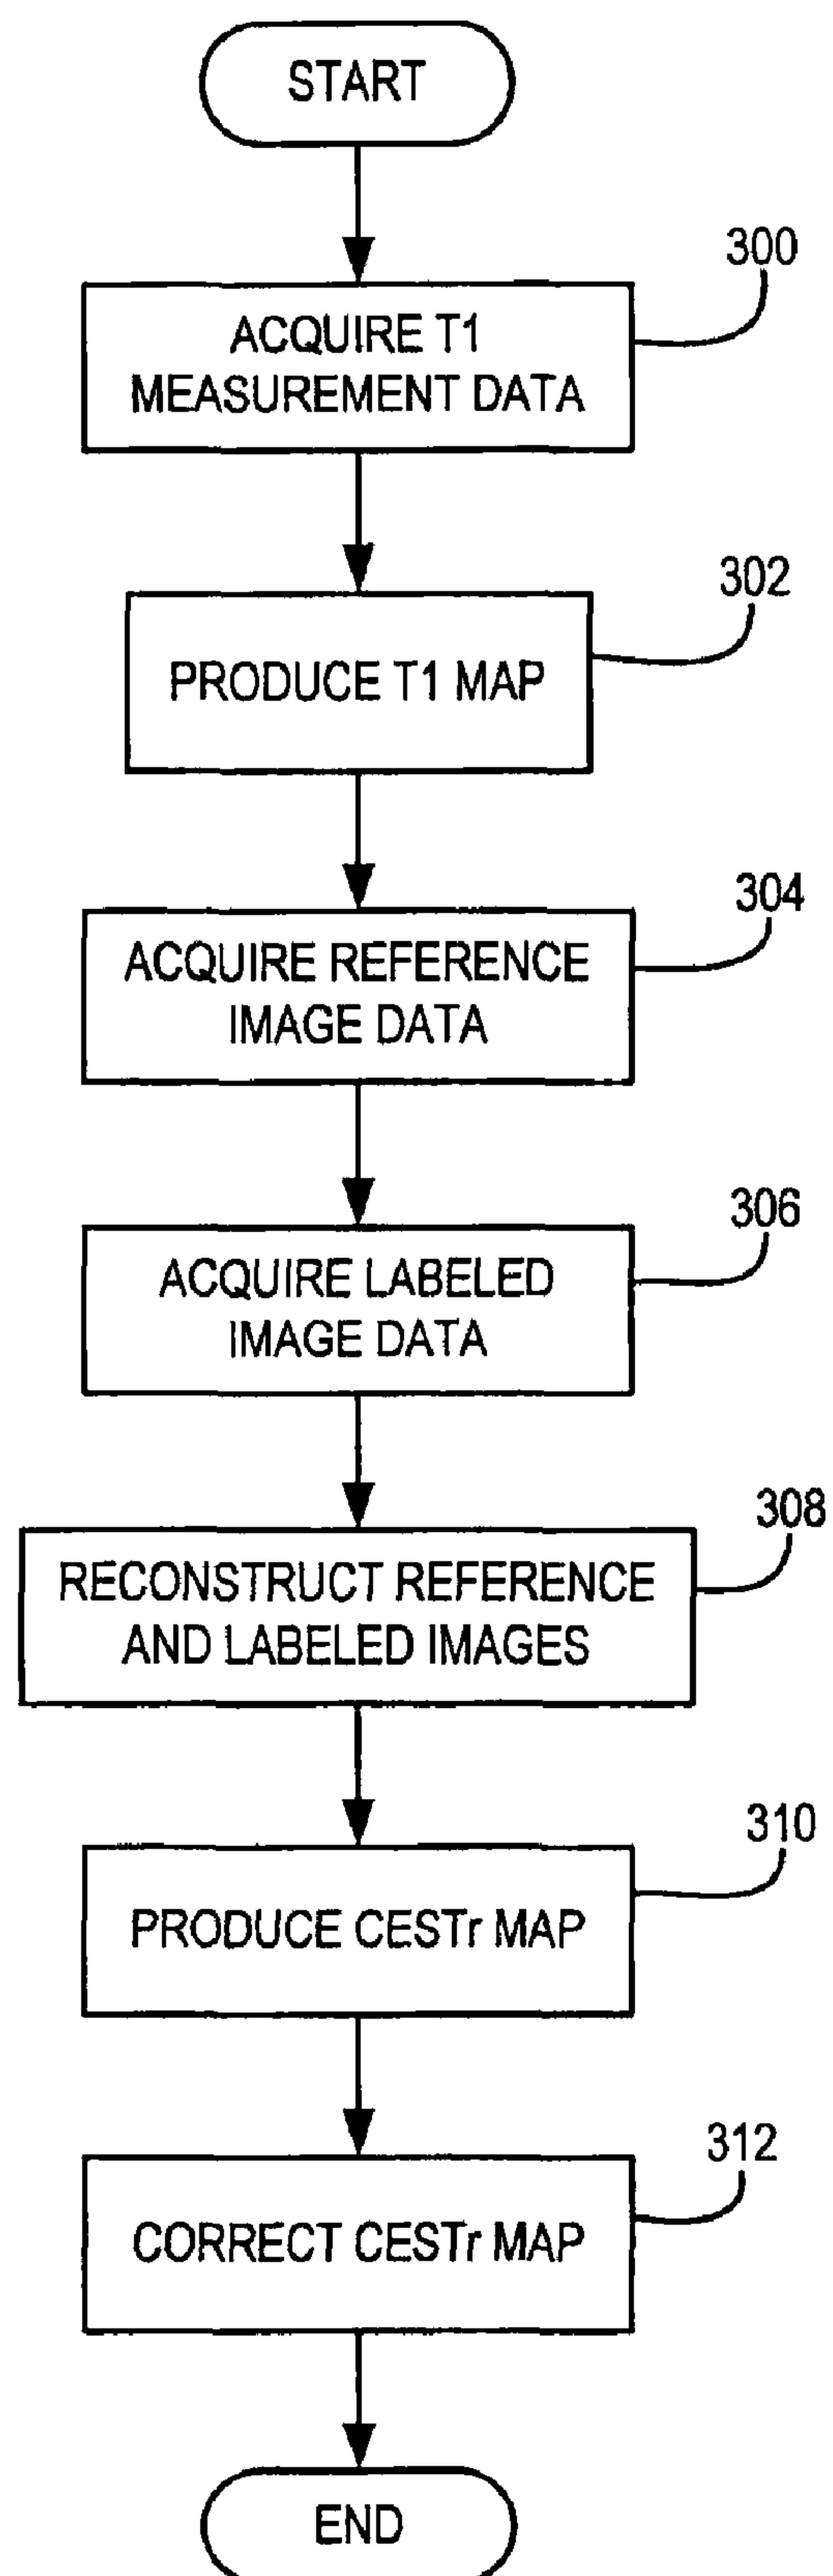 START
300
ACQUIRE T1
MEASUREMENT DATA
302
PRODUCE T1 MAP
304
ACQUIRE REFERENCE
IMAGE DATA
306
ACQUIRE LABELED
IMAGE DATA
308
RECONSTRUCT REFERENCE
AND LABELED IMAGES
310
PRODUCE CESTr MAP
312
CORRECT CESTr MAP
END